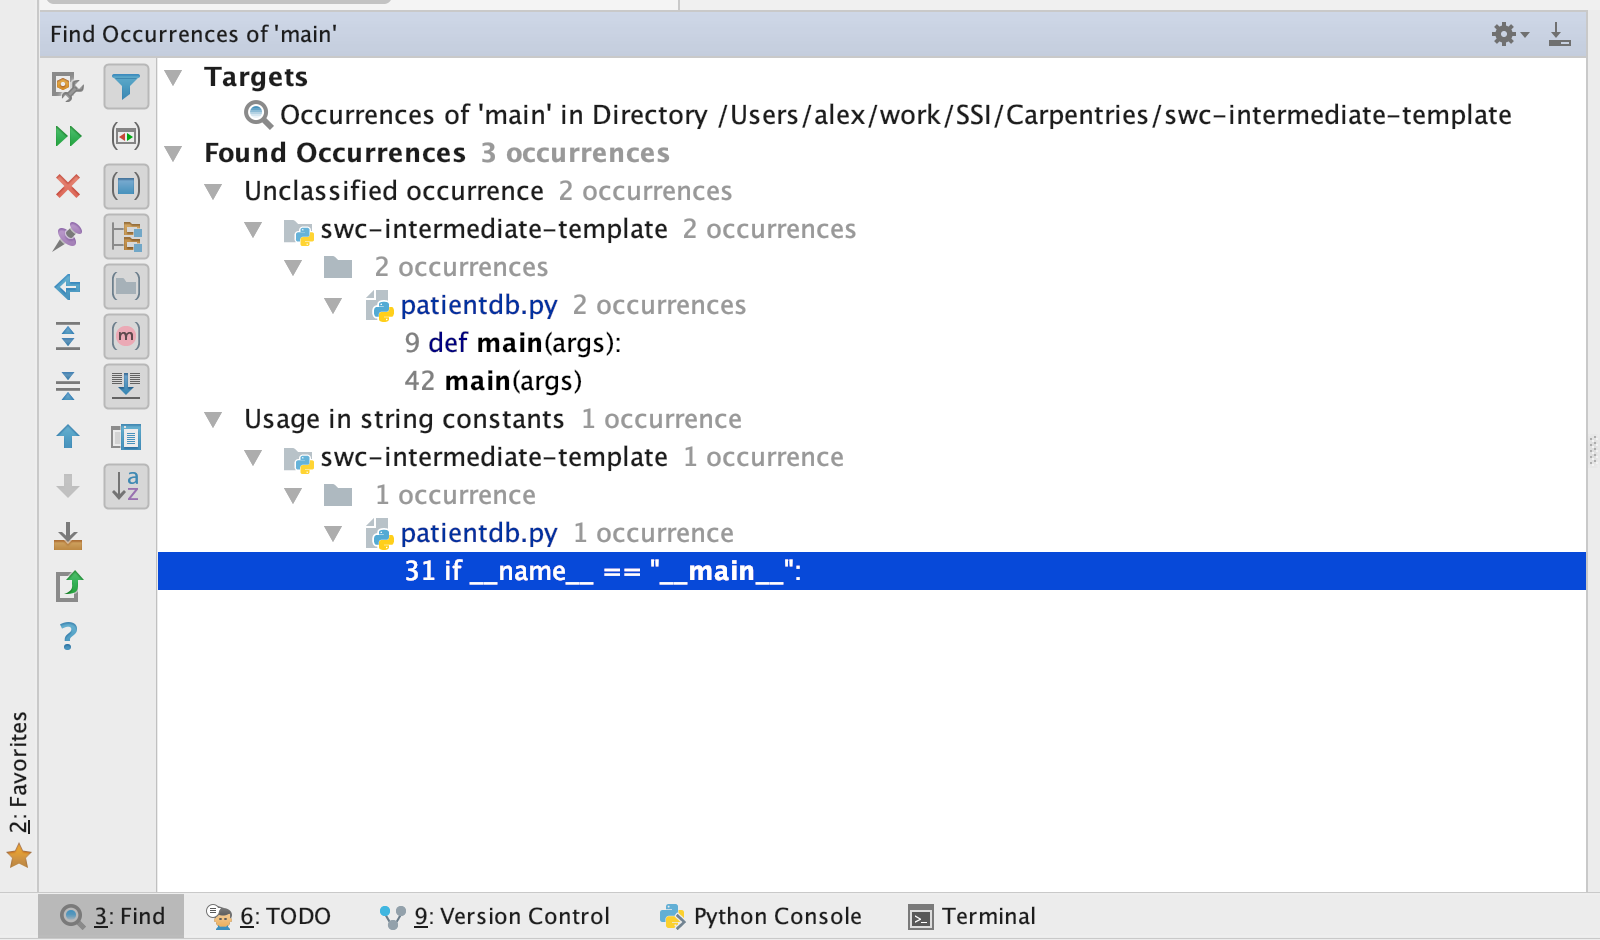 Find Occurrences of 'main'
Targets
Occurrences of 'main' in Directory /Users/alex/work/SSI/Carpentries/swc-intermediate-template
Found Occurrences 3 occurrences
Unclassified occurrence 2 occurrences
swc-intermediate-template 2 occurrences
2 occurrences
patientdb.py 2 occurrences
9 def main(args):
42 main(args)
Usage in string constants 1 occurrence
swc-intermediate-template 1 occurrence
1 occurrence
patientdb.py 1 occurrence
31 if __name__ == "__main__":
2: Favorites
3: Find 6: TODO 9: Version Control Python Console Terminal